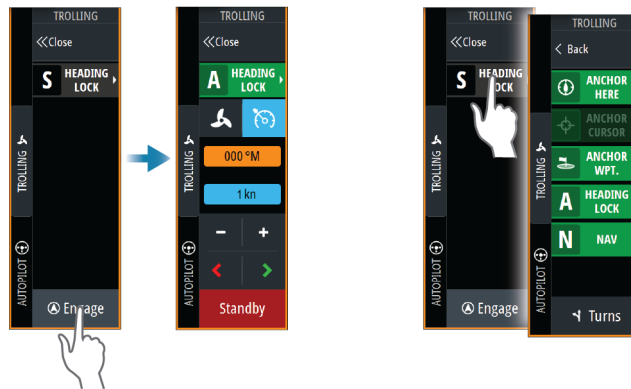 TROLLING
Close
S HEADING
LOCK
TROLLING
AUTOPILOT
Engage
TROLLING
Close
A HEADING
LOCK
000 °M
1 kn
- +
TROLLING
AUTOPILOT
Standby
TROLLING
Close
S HEADING
LOCK
TROLLING
AUTOPILOT
Engage
TROLLING
Back
ANCHOR
HERE
ANCHOR
CURSOR
ANCHOR
WPT.
A HEADING
LOCK
N NAV
TROLLING
AUTOPILOT
Turns